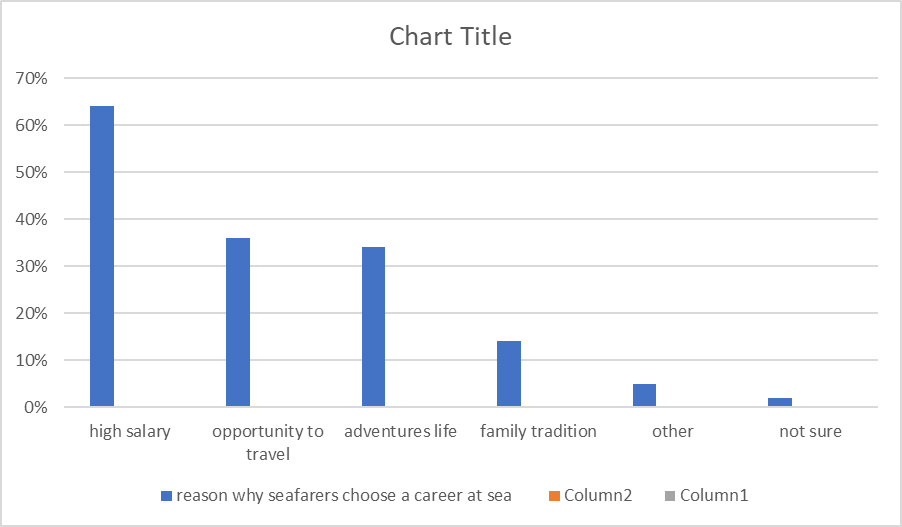 Chart Title
70%
60%
50%
40%
30%
20%
10%
0%
high salary
opportunity to
travel
adventures life
family tradition
other
not sure
reason why seafarers choose a career at sea
Column2
Column1